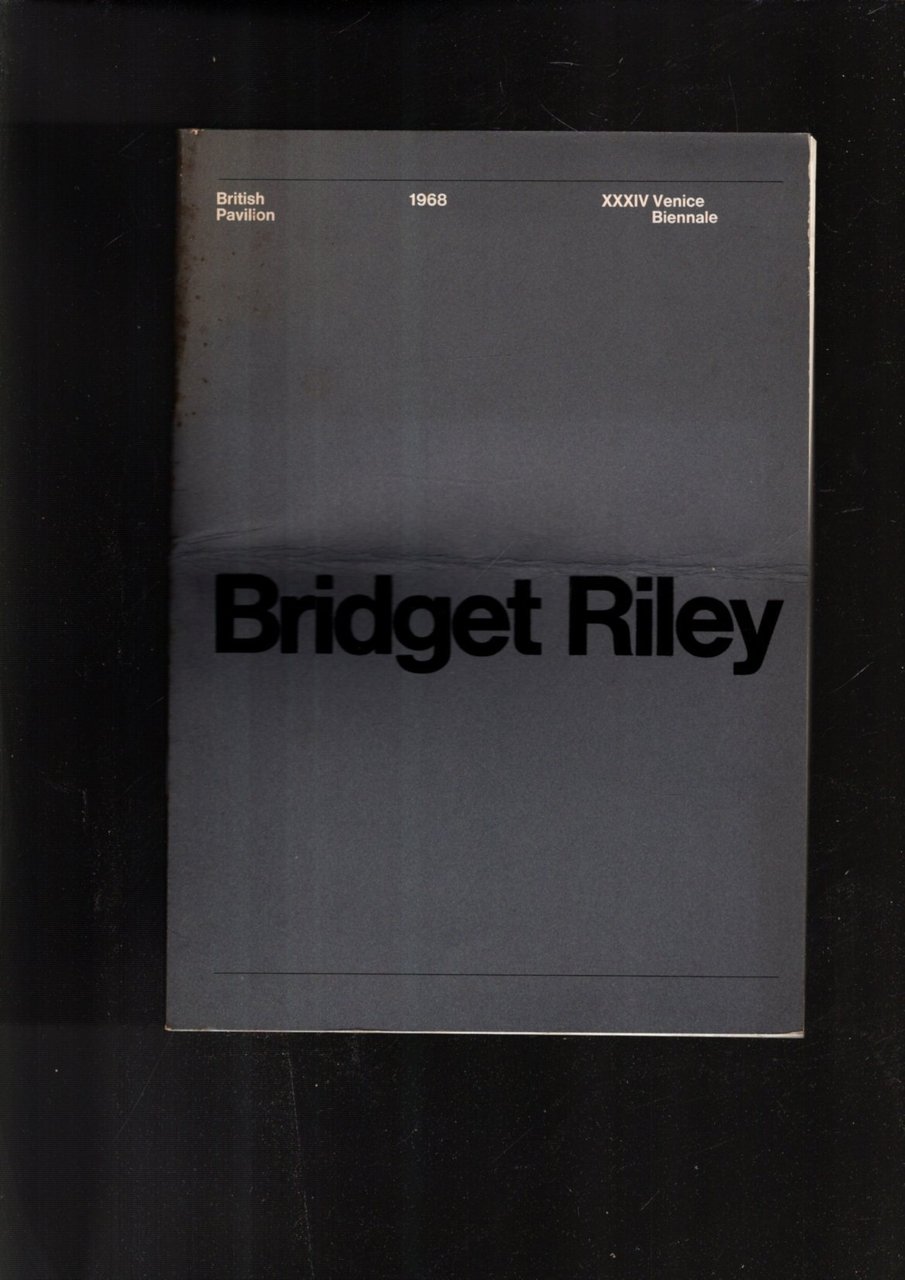 British
Pavilion
1968
XXXIV Venice
Biennale
Bridget Riley